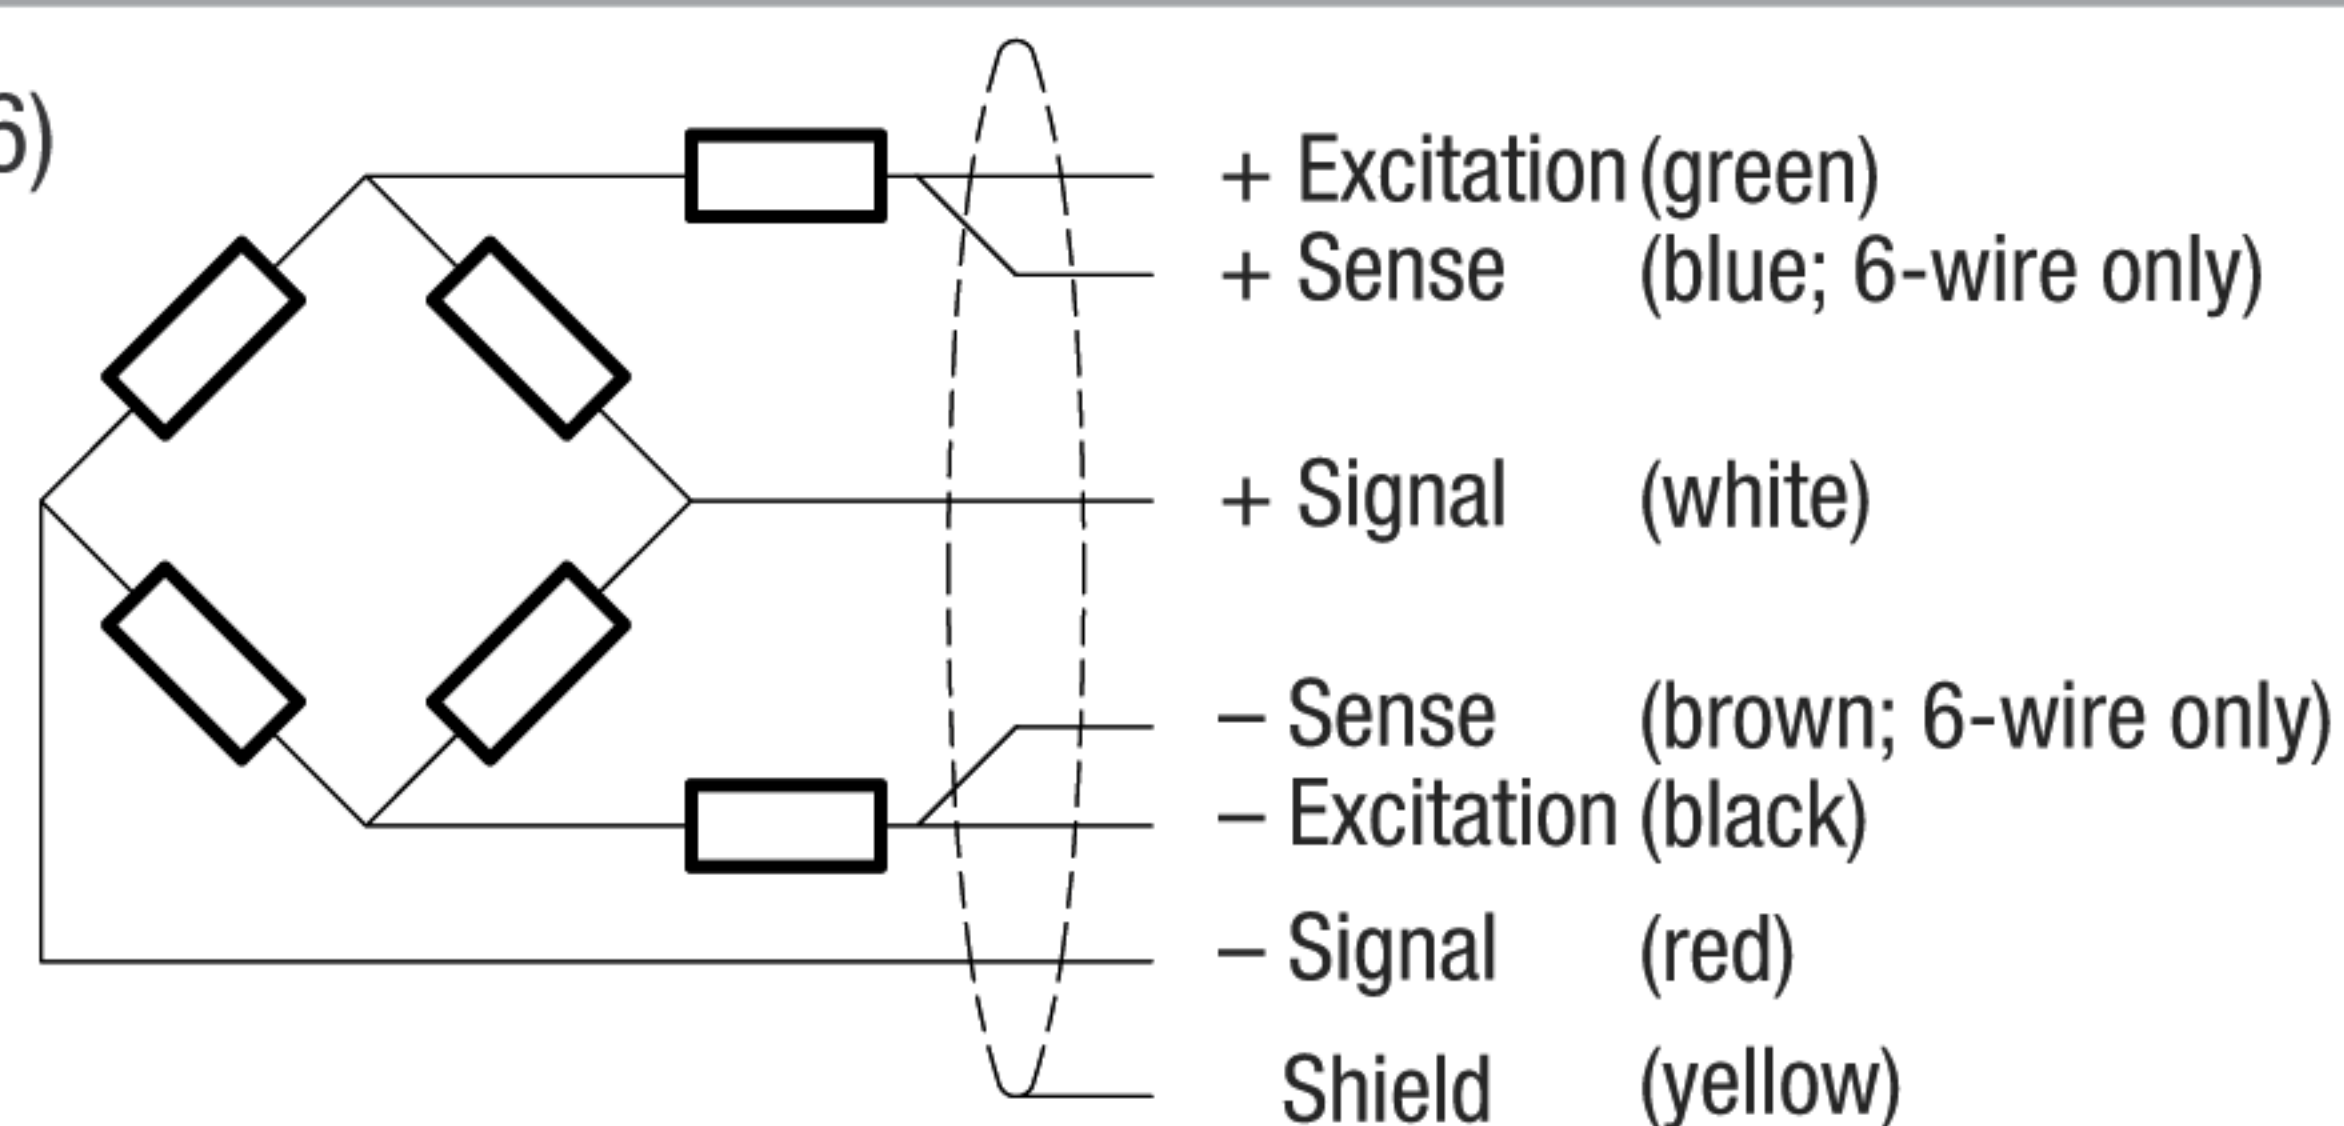 6)
+ Excitation (green)
+ Sense (blue; 6-wire only)
+ Signal (white)
– Sense (brown; 6-wire only)
– Excitation (black)
– Signal (red)
Shield (yellow)